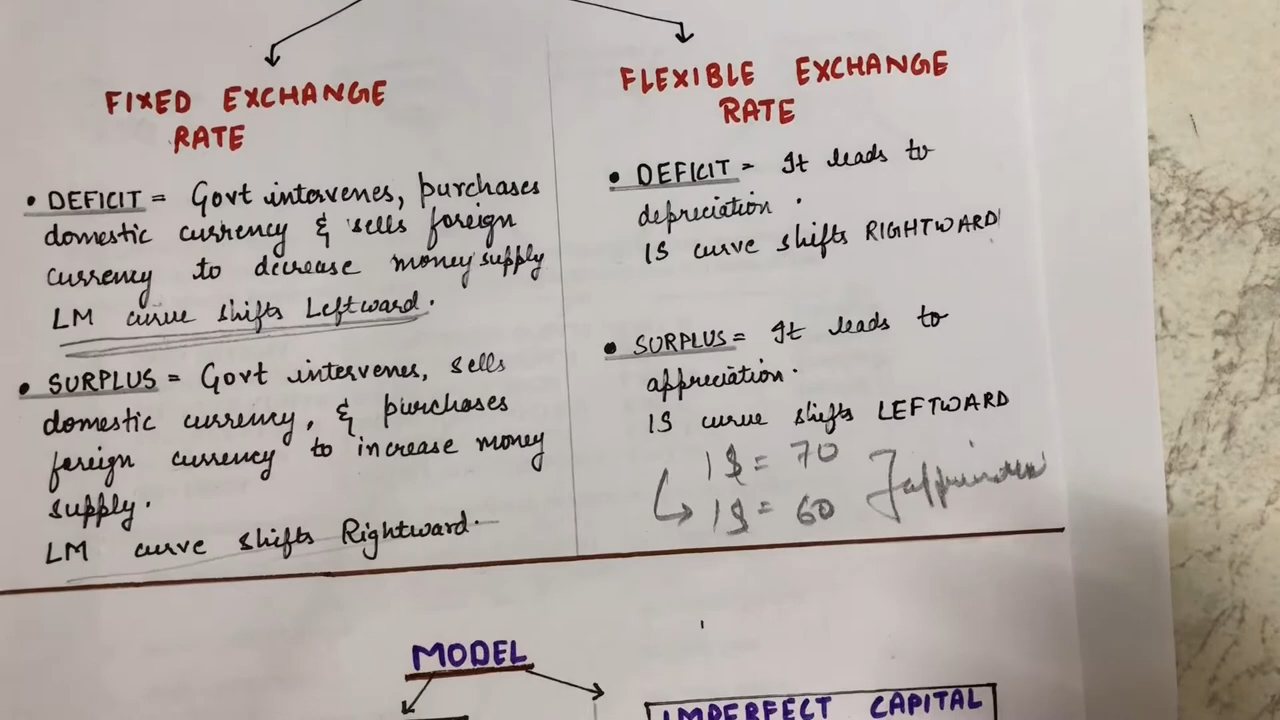 FIXED EXCHANGE
RATE
• DEFICIT = Govt intervenes, purchases
domestic currency & sells foreign
currency to decrease money supply
LM curve shifts Leftward.
• SURPLUS = Govt intervenes, sells
domestic currency, & purchases
foreign currency to increase money
supply.
LM curve shifts Rightward.
FLEXIBLE EXCHANGE
RATE
• DEFICIT = It leads to
depreciation.
IS curve shifts RIGHTWARD
• SURPLUS = It leads to
appreciation.
IS curve shifts LEFTWARD
1$ = 70
1$ = 60
MODEL
IMPERFECT CAPITAL